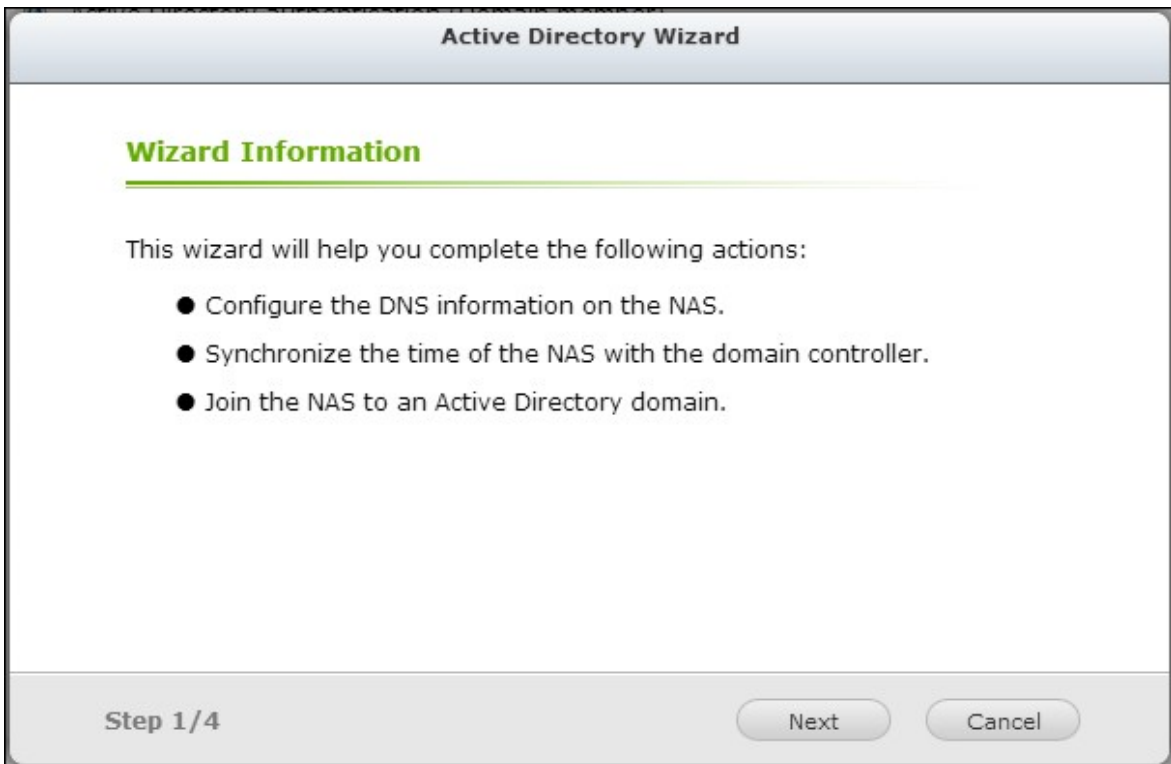 Active Directory Wizard
Wizard Information
This wizard will help you complete the following actions:
● Configure the DNS information on the NAS.
● Synchronize the time of the NAS with the domain controller.
● Join the NAS to an Active Directory domain.
Step 1/4
Next
Cancel